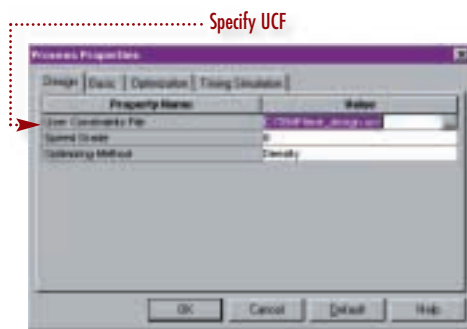 Specify UCF
Process Properties
Design Basic Optimization Timing Simulation
Property Name Value
User Constraints File
Speed Grade
Optimizing Method Density
OK Cancel Default Help